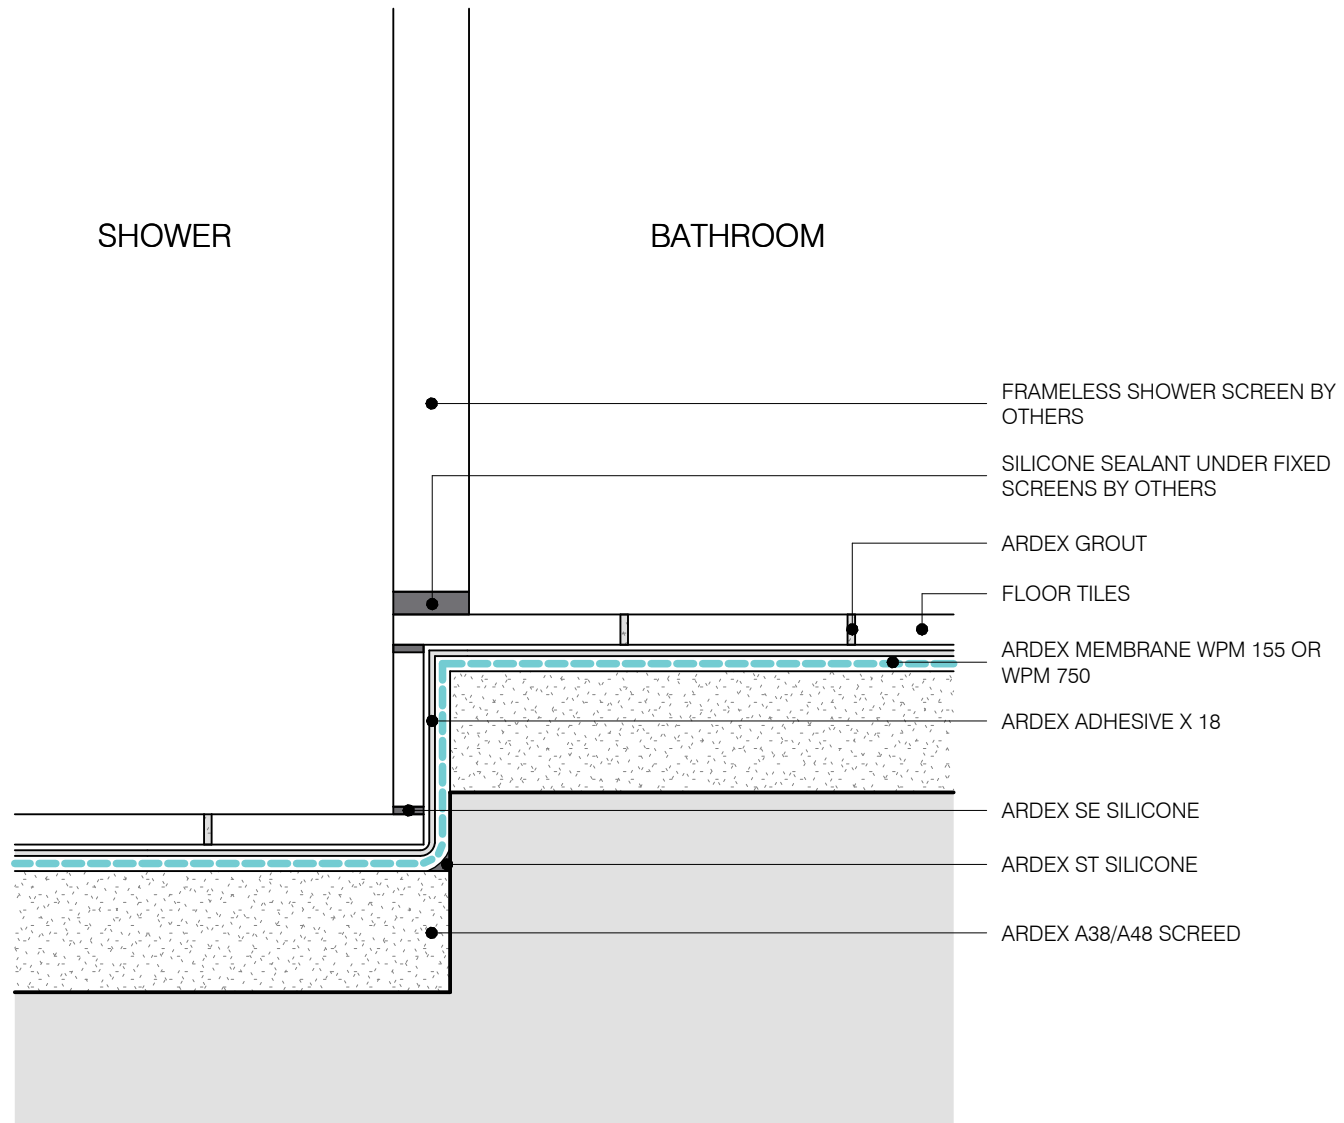 SHOWER
BATHROOM
FRAMELESS SHOWER SCREEN BY
OTHERS
SILICONE SEALANT UNDER FIXED
SCREENS BY OTHERS
ARDEX GROUT
FLOOR TILES
ARDEX MEMBRANE WPM 155 OR
WPM 750
ARDEX ADHESIVE X 18
ARDEX SE SILICONE
ARDEX ST SILICONE
ARDEX A38/A48 SCREED